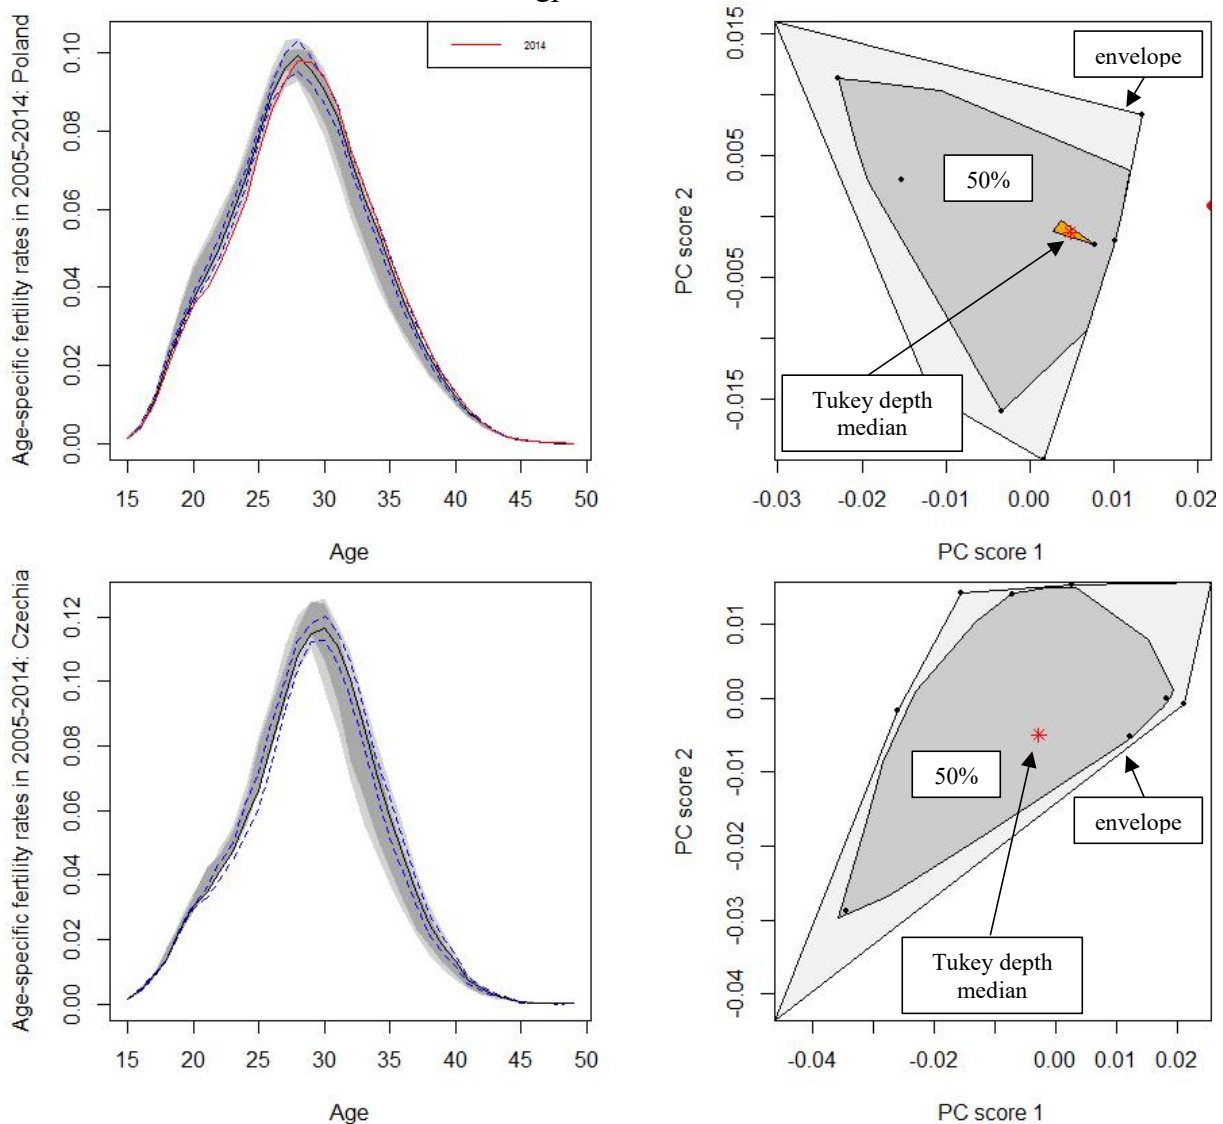 Age-specific fertility rates in 2005-2014: Poland
0.00 0.02 0.04 0.06 0.08 0.10
2014
15 20 25 30 35 40 45 50
Age
PC score 2
-0.015 -0.005 0.005 0.015
envelope
50%
Tukey depth
median
-0.03 -0.02 -0.01 0.00 0.01 0.02
PC score 1
Age-specific fertility rates in 2005-2014: Czechia
0.00 0.02 0.04 0.06 0.08 0.10 0.12
15 20 25 30 35 40 45 50
Age
PC score 2
-0.04 -0.03 -0.02 -0.01 0.00 0.01
50%
envelope
Tukey depth
median
-0.04 -0.02 0.00 0.01 0.02
PC score 1